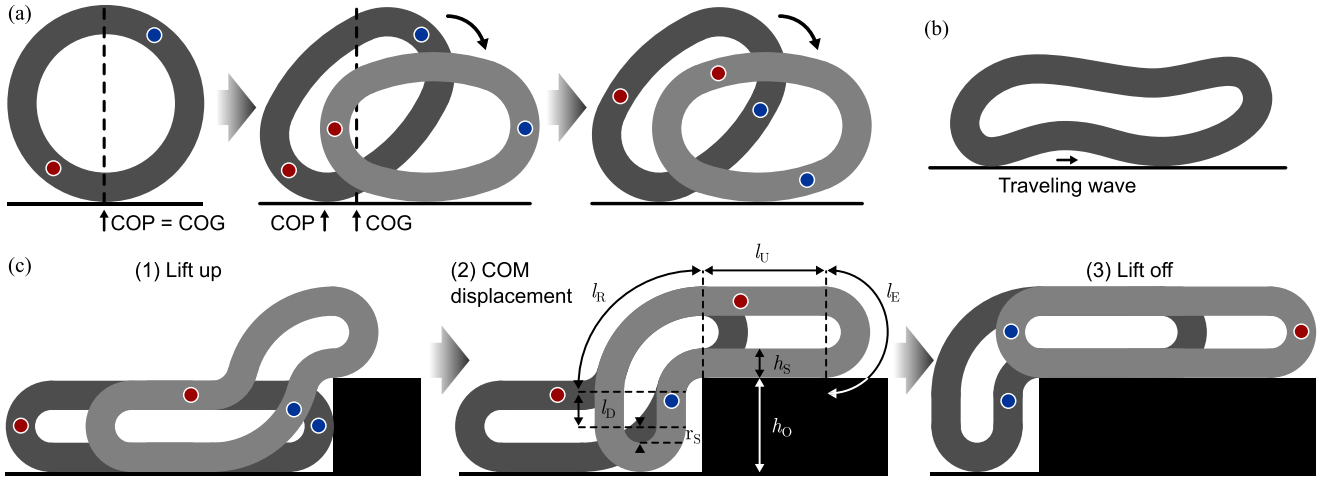 (a)
COP = COG
COP
COG
(b)
Traveling wave
(c)
(1) Lift up
(2) COM
displacement
l_R
l_U
l_E
h_S
l_D
r_S
h_O
(3) Lift off